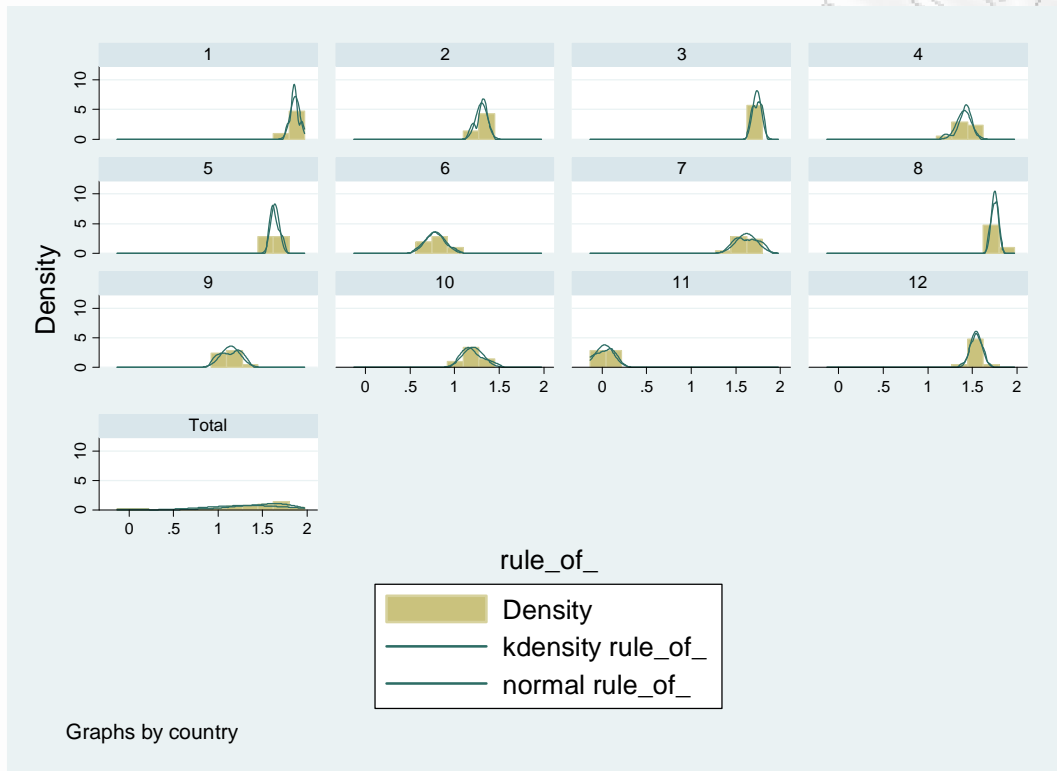 1 2 3 4
10
5
0
5 6 7 8
10
5
0
9 10 11 12
10
5
0
0 .5 1 1.5 2 0 .5 1 1.5 2 0 .5 1 1.5 2
Total
10
5
0
0 .5 1 1.5 2
Density
rule_of_
Density
kdensity rule_of_
normal rule_of_
Graphs by country